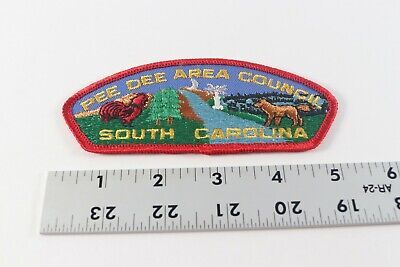 PEE DEE AREA COUNCIL
SOUTH CAROLINA
1 2 3 4 5 6
AR-24
23 22 21 20 19 18